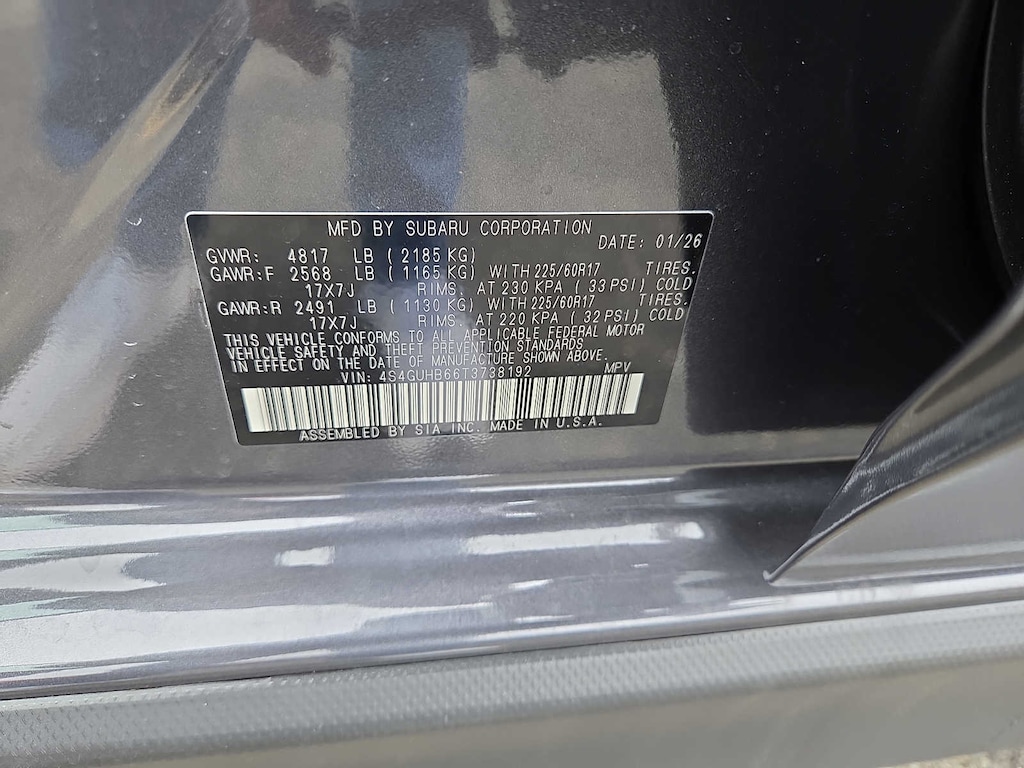 MFD BY SUBARU CORPORATION
DATE: 01/26
GVWR: 4817 LB ( 2185 KG)
GAWR:F 2568 LB ( 1165 KG) WITH 225/60R17 TIRES.
17X7J RIMS. AT 230 KPA ( 33 PSI) COLD
GAWR:R 2491 LB ( 1130 KG) WITH 225/60R17 TIRES.
17X7J RIMS. AT 220 KPA ( 32 PSI) COLD
THIS VEHICLE CONFORMS TO ALL APPLICABLE FEDERAL MOTOR
VEHICLE SAFETY AND THEFT PREVENTION STANDARDS
IN EFFECT ON THE DATE OF MANUFACTURE SHOWN ABOVE.
VIN: 4S4GUHB66T3738192 MPV
ASSEMBLED BY SIA INC. MADE IN U.S.A.